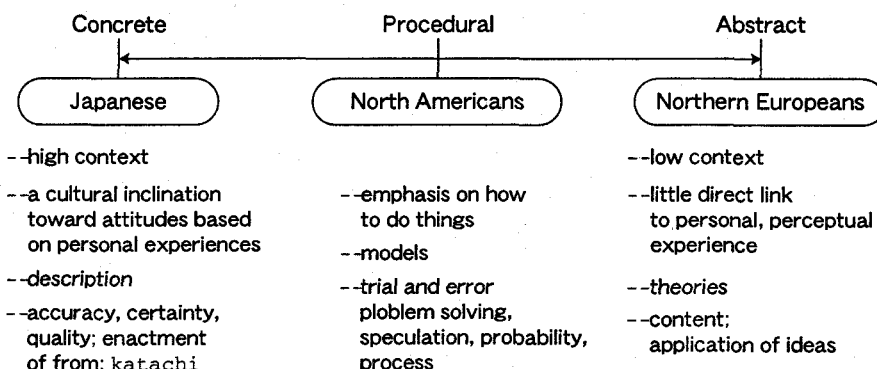 Concrete
Procedural
Abstract
Japanese
North Americans
Northern Europeans
--high context
--a cultural inclination
toward attitudes based
on personal experiences
--description
--accuracy, certainty,
quality; enactment
of from: katachi
--emphasis on how
to do things
--models
--trial and error
ploblem solving,
speculation, probability,
process
--low context
--little direct link
to personal, perceptual
experience
--theories
--content;
application of ideas